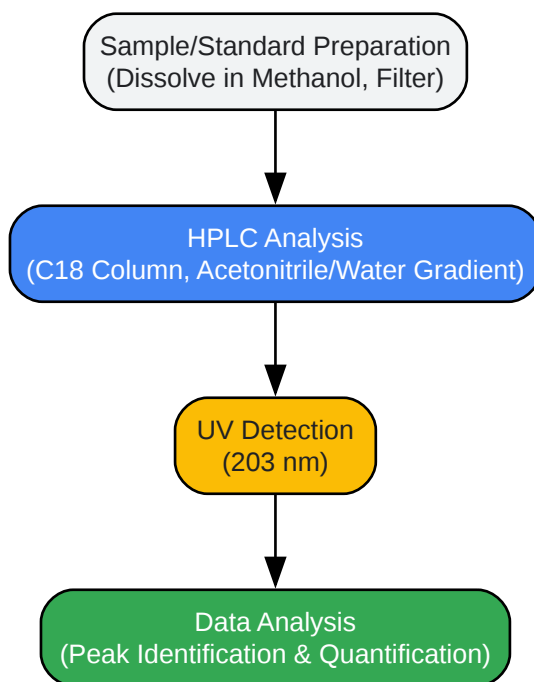 Sample/Standard Preparation
(Dissolve in Methanol, Filter)
HPLC Analysis
(C18 Column, Acetonitrile/Water Gradient)
UV Detection
(203 nm)
Data Analysis
(Peak Identification & Quantification)